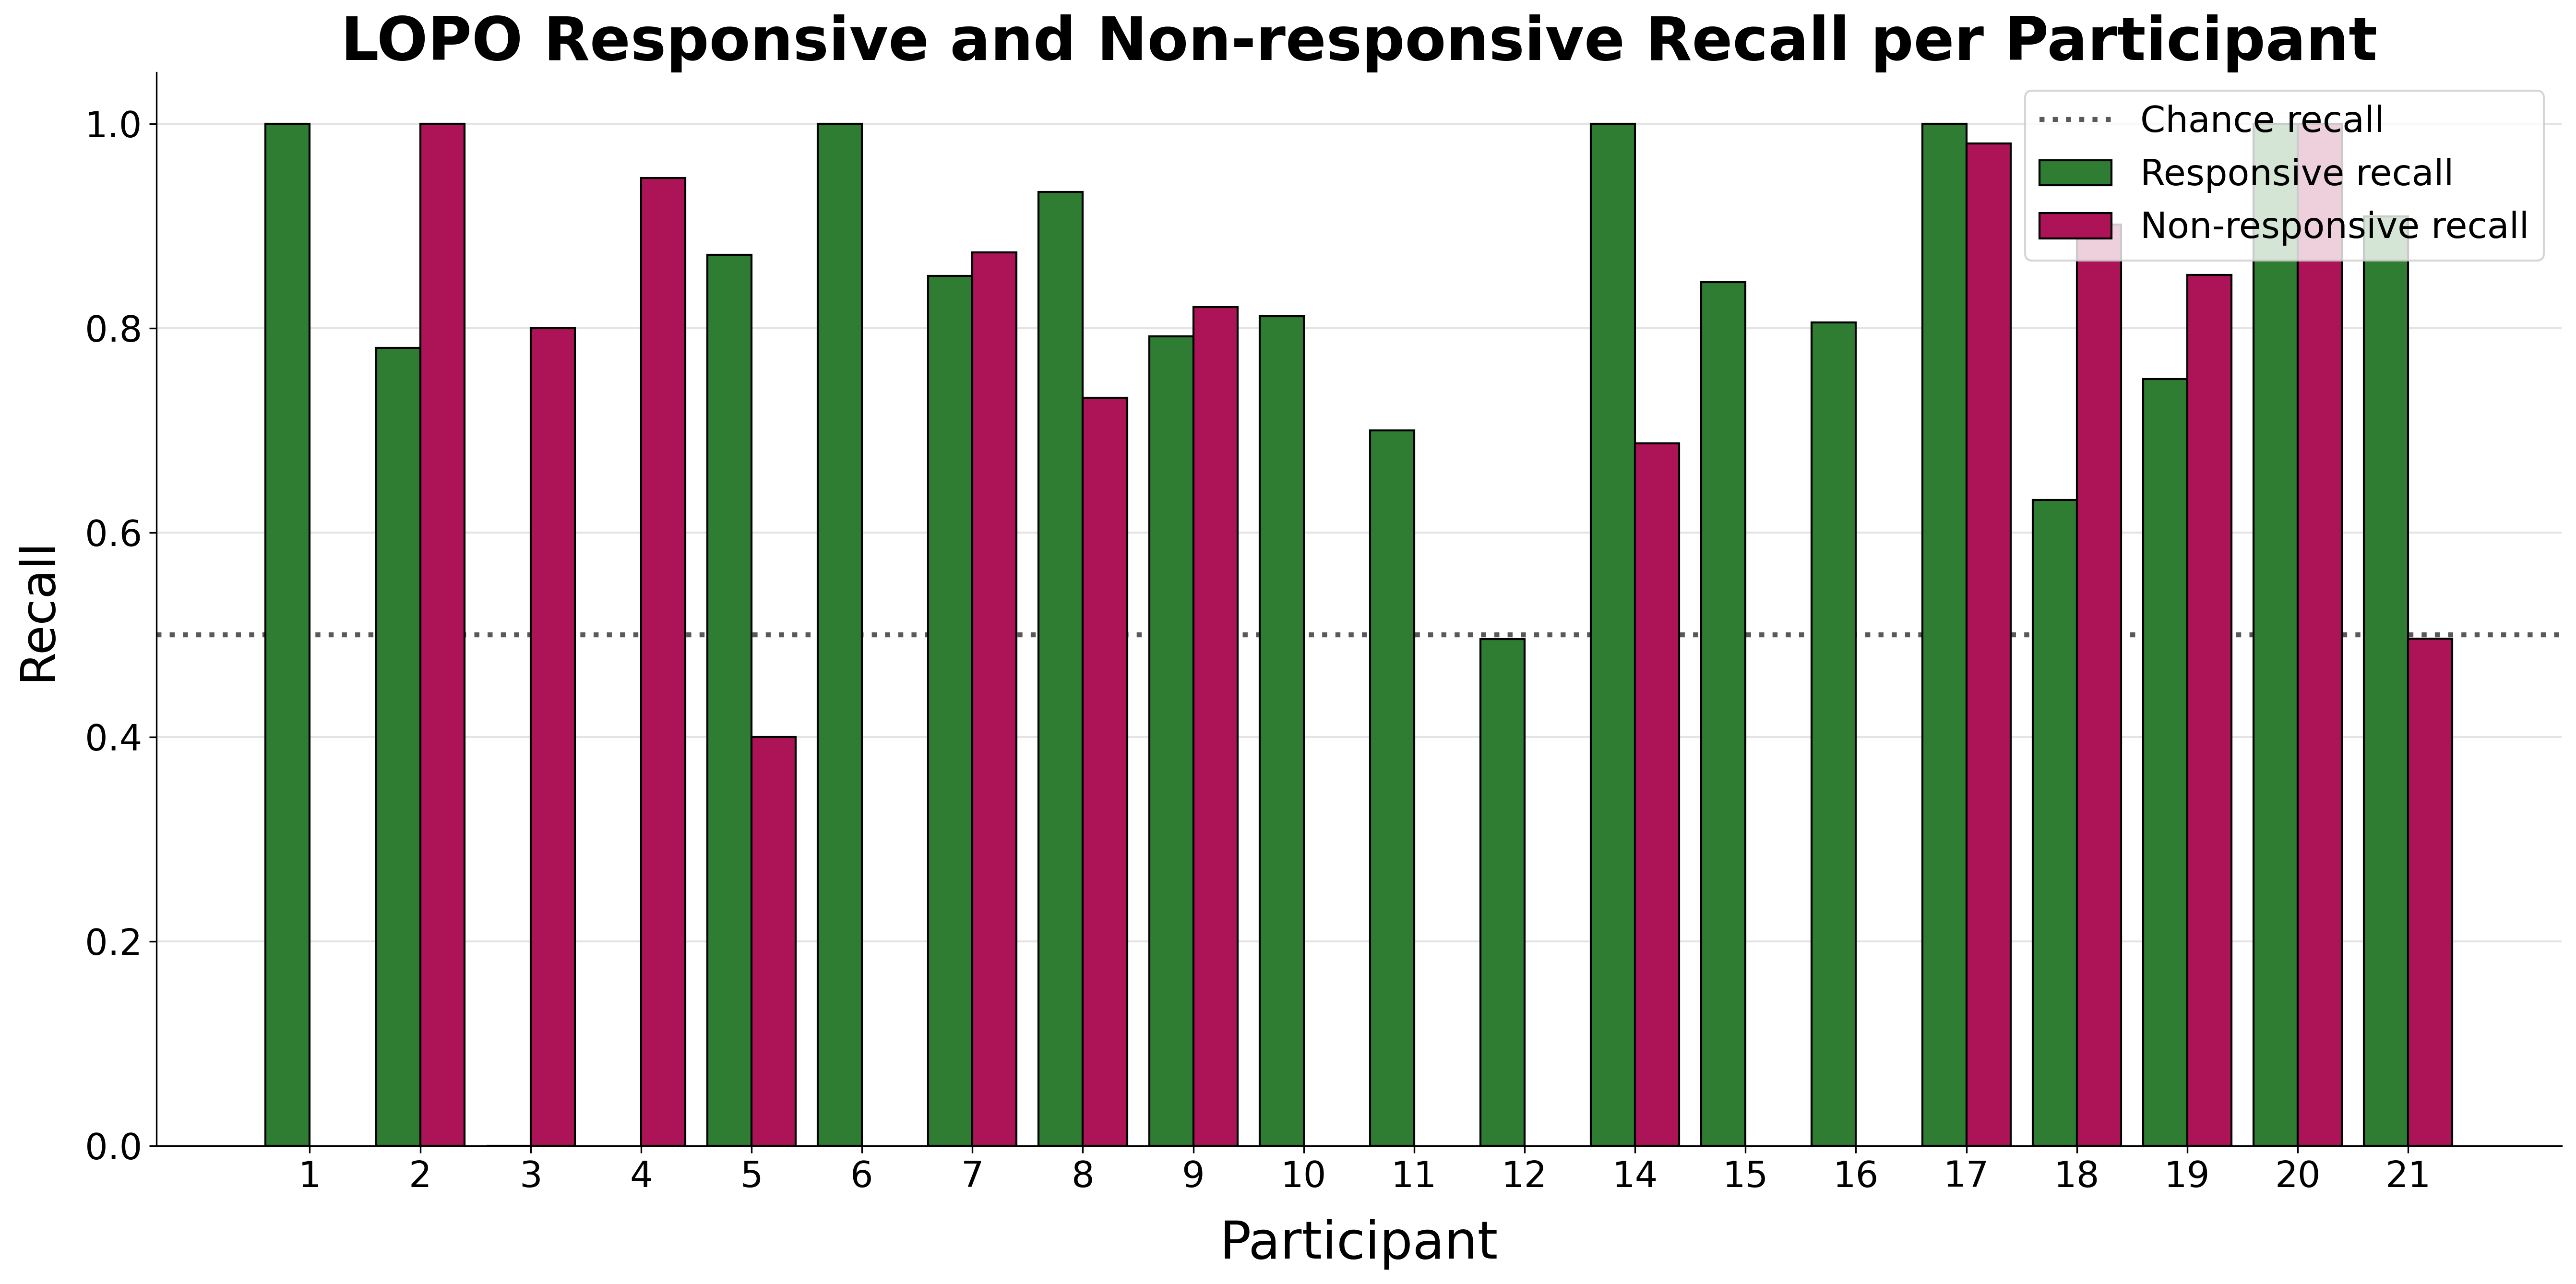 LOPO Responsive and Non-responsive Recall per Participant
Chance recall
Responsive recall
Non-responsive recall
1.0
0.8
0.6
0.4
0.2
0.0
Recall
1 2 3 4 5 6 7 8 9 10 11 12 14 15 16 17 18 19 20 21
Participant